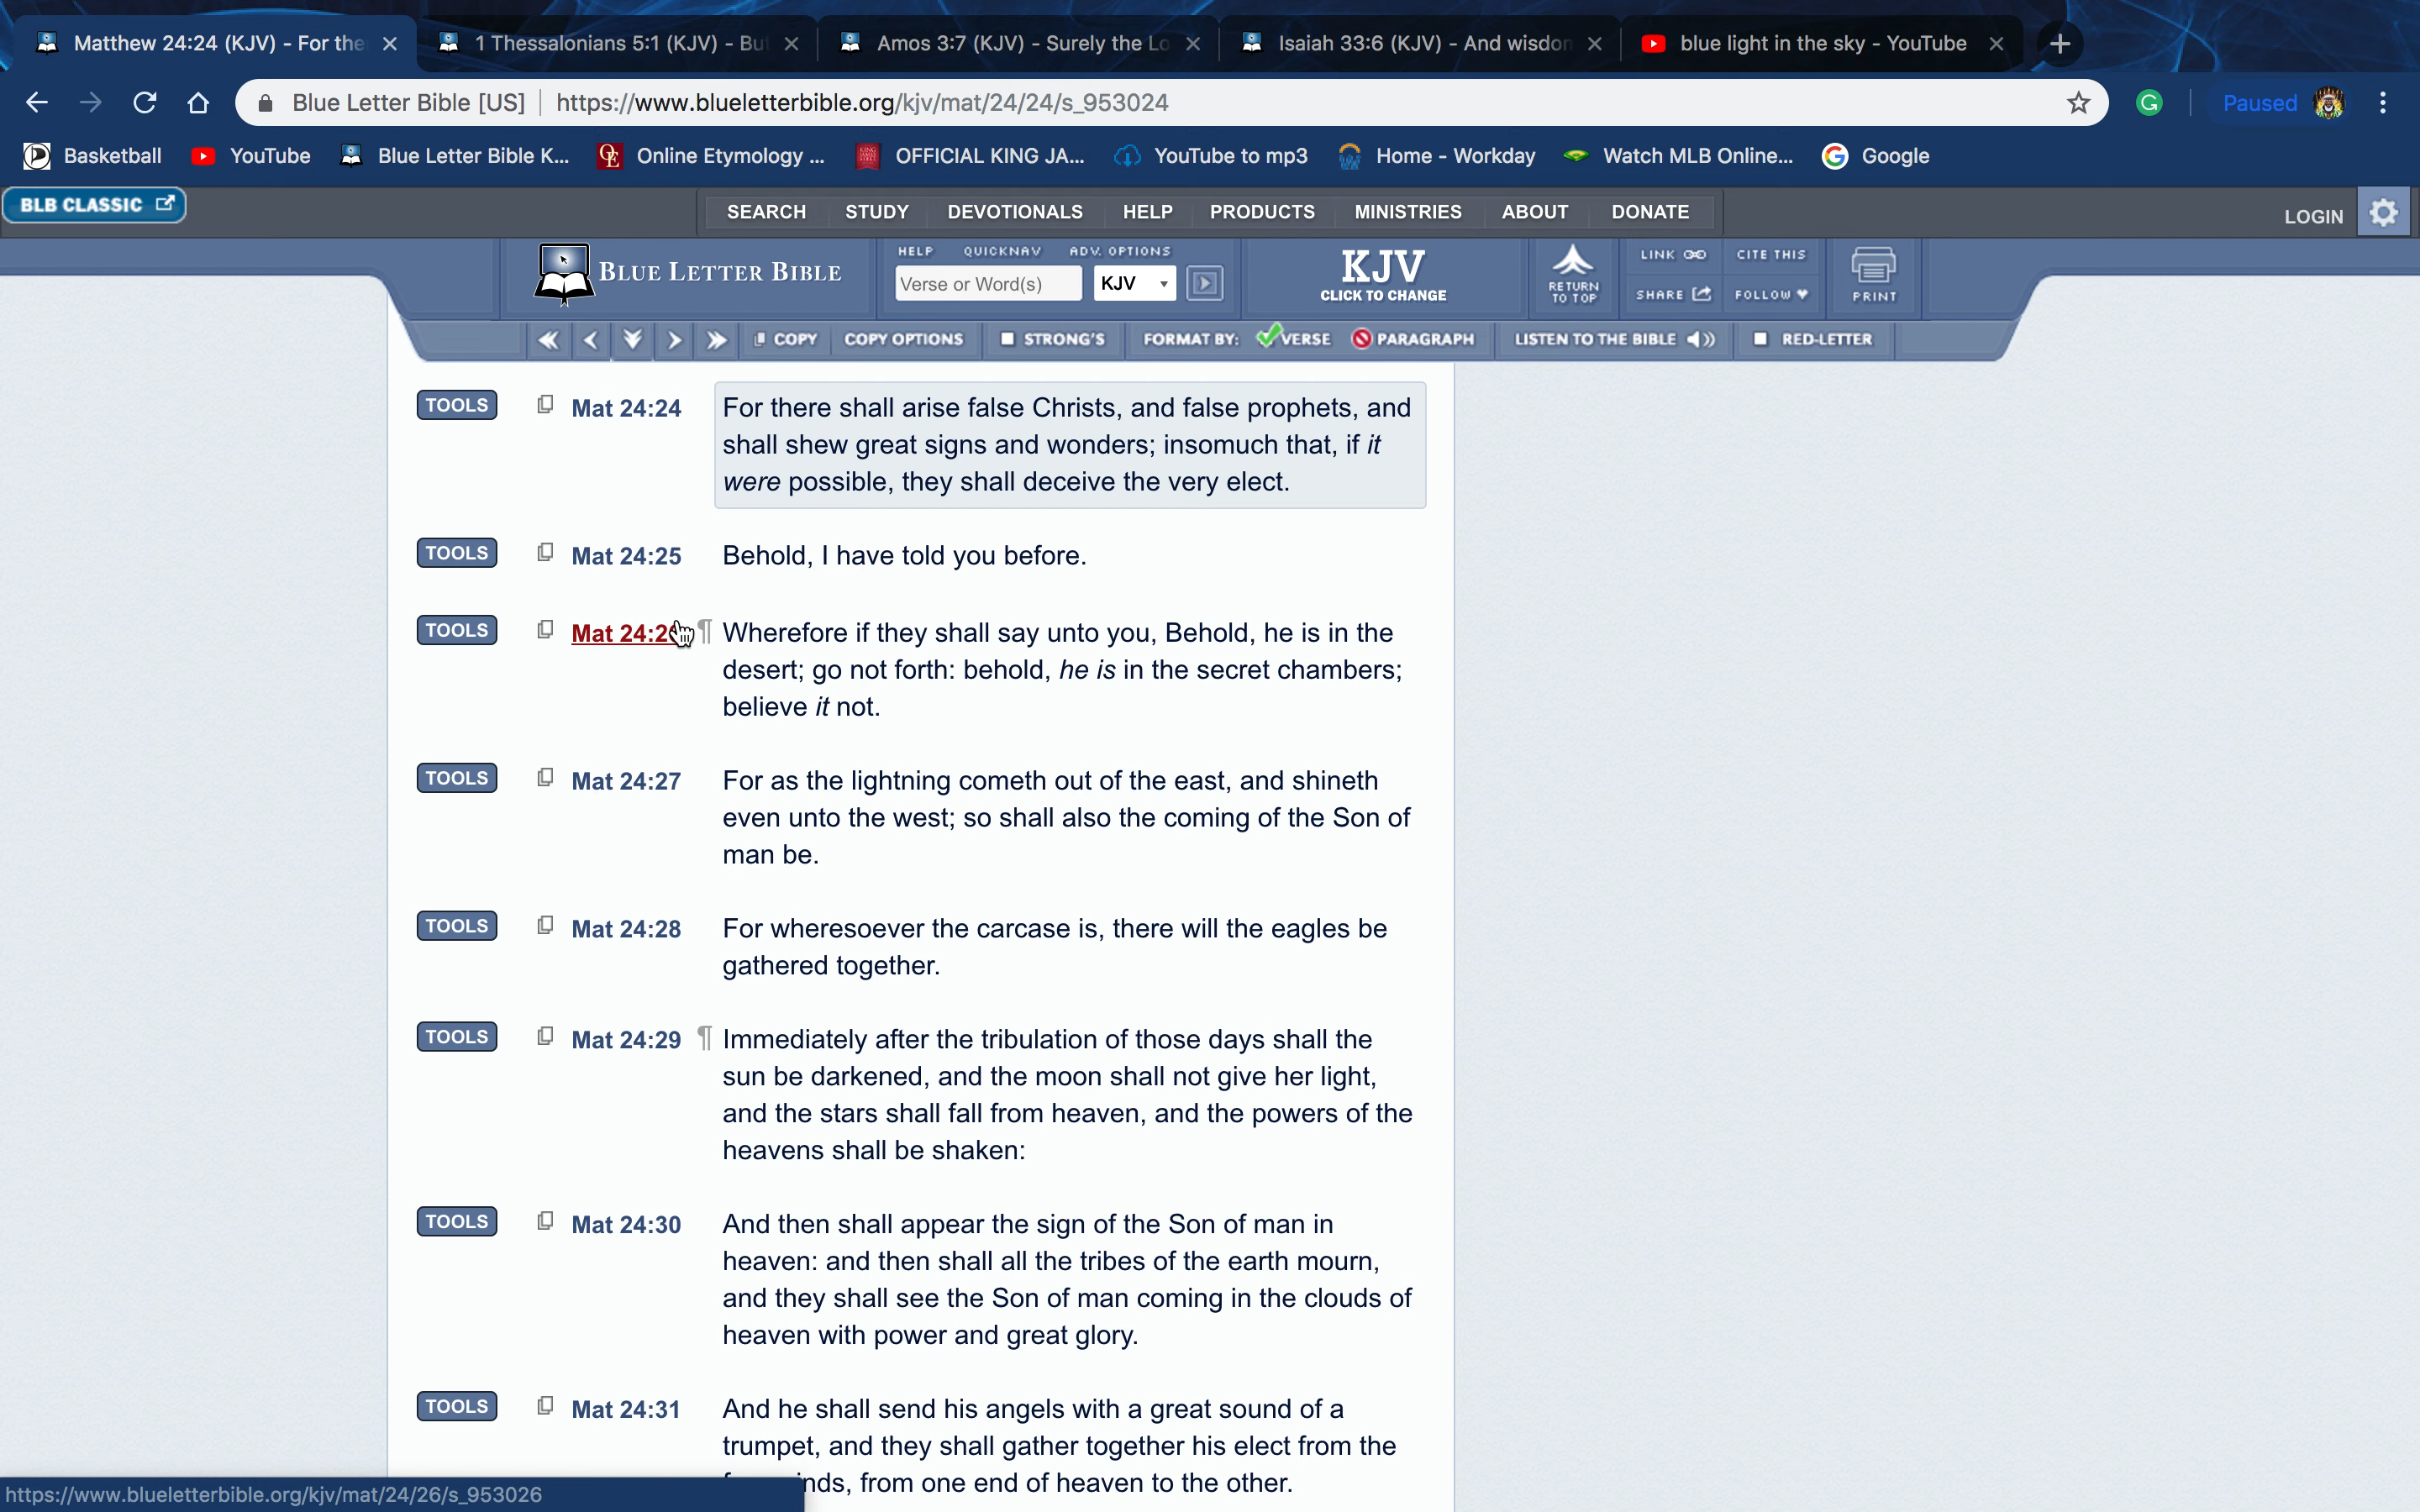 Matthew 24:24 (KJV) - For the
1 Thessalonians 5:1 (KJV) - Bu
Amos 3:7 (KJV) - Surely the Lo
Isaiah 33:6 (KJV) - And wisdon
blue light in the sky - YouTube
Blue Letter Bible [US] https://www.blueletterbible.org/kjv/mat/24/24/s_953024
Paused
Basketball YouTube Blue Letter Bible K... Online Etymology ... OFFICIAL KING JA... YouTube to mp3 Home - Workday Watch MLB Online... Google
BLB CLASSIC
SEARCH STUDY DEVOTIONALS HELP PRODUCTS MINISTRIES ABOUT DONATE
LOGIN
BLUE LETTER BIBLE
HELP QUICKNAV ADV. OPTIONS
Verse or Word(s) KJV
KJV
CLICK TO CHANGE
RETURN
TO TOP
LINK CITE THIS
SHARE FOLLOW
PRINT
COPY COPY OPTIONS STRONG'S FORMAT BY: VERSE PARAGRAPH LISTEN TO THE BIBLE RED-LETTER
TOOLS Mat 24:24 For there shall arise false Christs, and false prophets, and
shall shew great signs and wonders; insomuch that, if it
were possible, they shall deceive the very elect.
TOOLS Mat 24:25 Behold, I have told you before.
TOOLS Mat 24:2 ¶ Wherefore if they shall say unto you, Behold, he is in the
desert; go not forth: behold, he is in the secret chambers;
believe it not.
TOOLS Mat 24:27 For as the lightning cometh out of the east, and shineth
even unto the west; so shall also the coming of the Son of
man be.
TOOLS Mat 24:28 For wheresoever the carcase is, there will the eagles be
gathered together.
TOOLS Mat 24:29 ¶ Immediately after the tribulation of those days shall the
sun be darkened, and the moon shall not give her light,
and the stars shall fall from heaven, and the powers of the
heavens shall be shaken:
TOOLS Mat 24:30 And then shall appear the sign of the Son of man in
heaven: and then shall all the tribes of the earth mourn,
and they shall see the Son of man coming in the clouds of
heaven with power and great glory.
TOOLS Mat 24:31 And he shall send his angels with a great sound of a
trumpet, and they shall gather together his elect from the
nds, from one end of heaven to the other.
https://www.blueletterbible.org/kjv/mat/24/26/s_953026